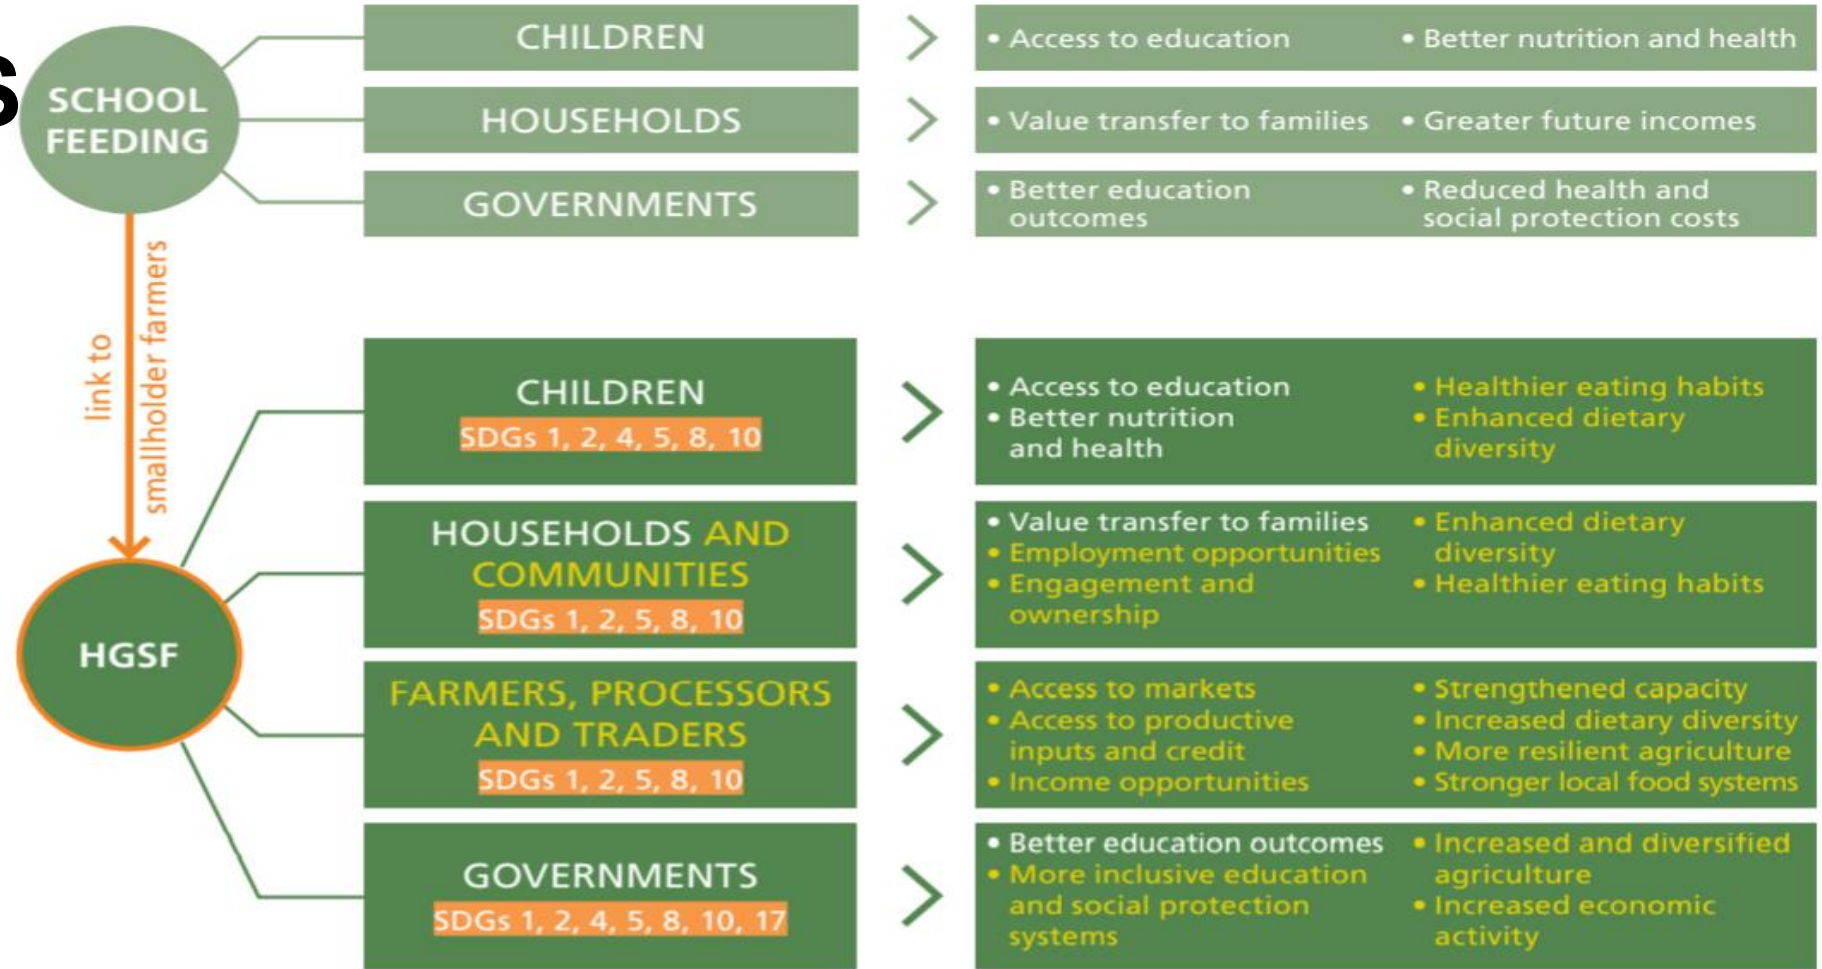 S
SCHOOL
FEEDING
CHILDREN
• Access to education
• Better nutrition and health
HOUSEHOLDS
• Value transfer to families
• Greater future incomes
GOVERNMENTS
• Better education
outcomes
• Reduced health and
social protection costs
link to
smallholder farmers
HGSF
CHILDREN
SDGs 1, 2, 4, 5, 8, 10
• Access to education
• Better nutrition
and health
• Healthier eating habits
• Enhanced dietary
diversity
HOUSEHOLDS AND
COMMUNITIES
SDGs 1, 2, 5, 8, 10
• Value transfer to families
• Employment opportunities
• Engagement and
ownership
• Enhanced dietary
diversity
• Healthier eating habits
FARMERS, PROCESSORS
AND TRADERS
SDGs 1, 2, 5, 8, 10
• Access to markets
• Access to productive
inputs and credit
• Income opportunities
• Strengthened capacity
• Increased dietary diversity
• More resilient agriculture
• Stronger local food systems
GOVERNMENTS
SDGs 1, 2, 4, 5, 8, 10, 17
• Better education outcomes
• More inclusive education
and social protection
systems
• Increased and diversified
agriculture
• Increased economic
activity